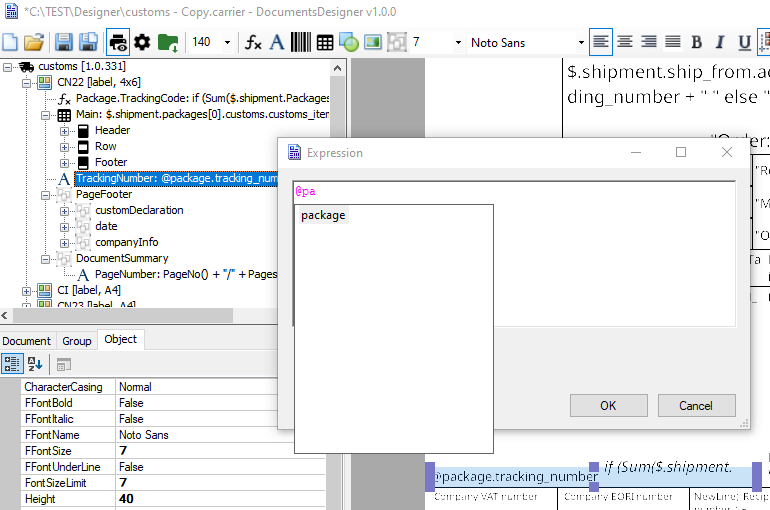 *C:\TEST\Designer\customs - Copy.carrier - DocumentsDesigner v1.0.0
140
7
Noto Sans
B I U
customs [1.0.331]
CN22 [label, 4x6]
Package.TrackingCode: if (Sum($.shipment.Packages
Main: $.shipment.packages[0].customs.customs_item
Header
Row
Footer
TrackingNumber: @package.tracking_num
PageFooter
customDeclaration
date
companyInfo
DocumentSummary
PageNumber: PageNo() + "/" + Pages
CI [label, A4]
CN23 [label, A4]
$.shipment.ship_from.ad
ding_number + " " else "
"Order:
"Re
"M
"O
Ta
Expression
@pa
package
OK
Cancel
Document
Group
Object
CharacterCasing Normal
FFontBold False
FFontItalic False
FFontName Noto Sans
FFontSize 7
FFontUnderLine False
FontSizeLimit 7
Height 40
@package.tracking_number
if (Sum($.shipment.
Company VAT number
Company EORI number
NewLine; Recip